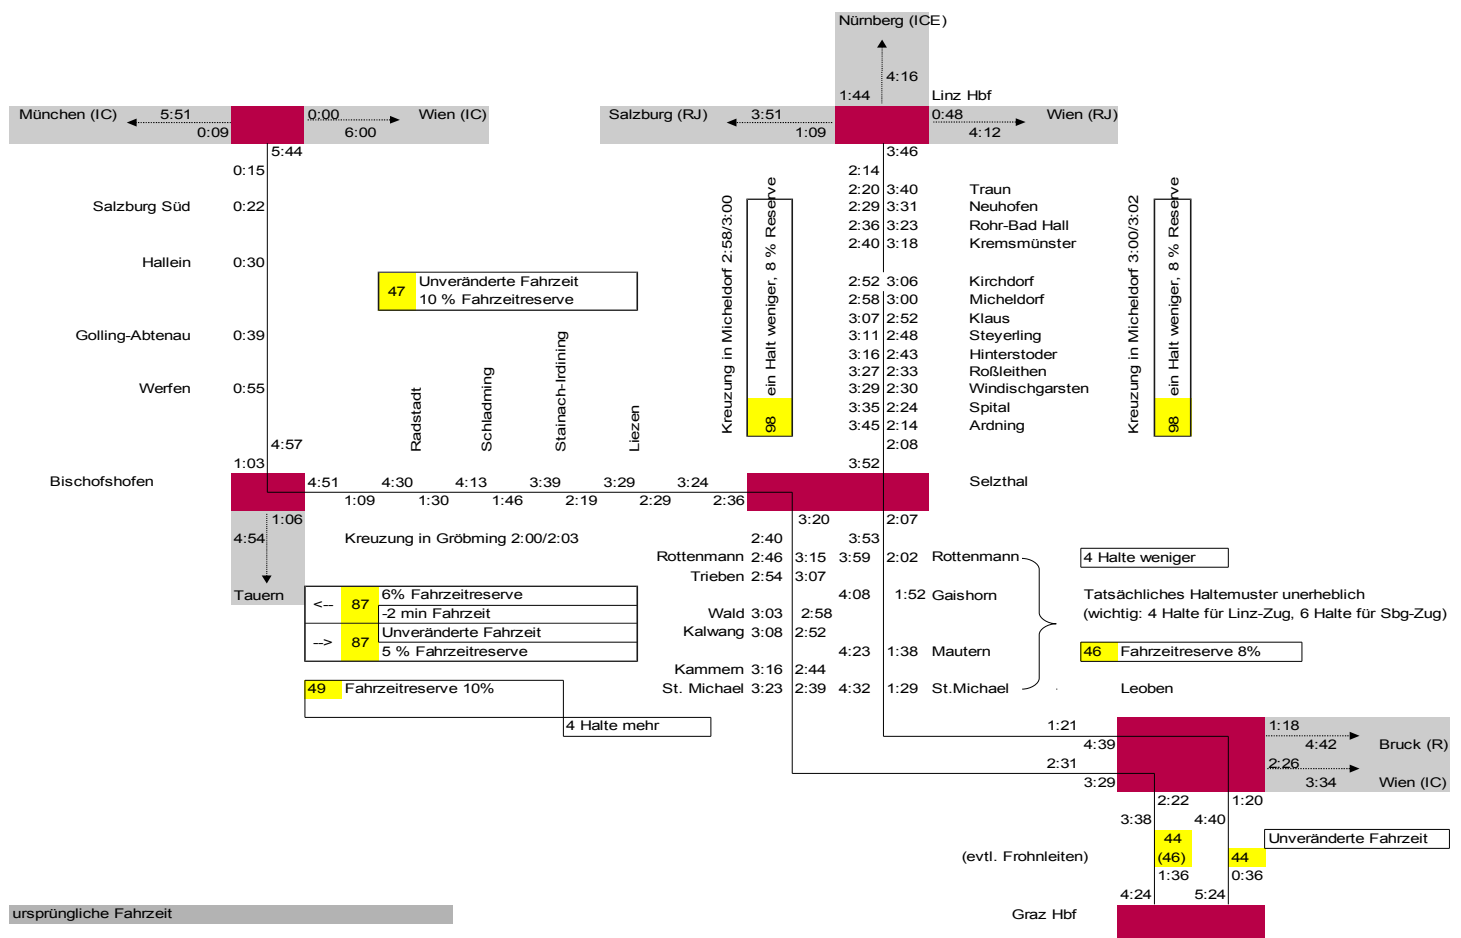 Nürnberg (ICE)
4:16
1:44
Linz Hbf
München (IC)
5:51
0:09
0:00
6:00
Wien (IC)
Salzburg (RJ)
3:51
1:09
0:48
4:12
Wien (RJ)
5:44
0:15
3:46
2:14
2:20 3:40 Traun
Salzburg Süd 0:22
2:29 3:31 Neuhofen
2:36 3:23 Rohr-Bad Hall
2:40 3:18 Kremsmünster
Hallein 0:30
2:52 3:06 Kirchdorf
2:58 3:00 Micheldorf
3:07 2:52 Klaus
Golling-Abtenau 0:39
3:11 2:48 Steyerling
3:16 2:43 Hinterstoder
3:27 2:33 Roßleithen
Werfen 0:55
3:29 2:30 Windischgarsten
3:35 2:24 Spital
3:45 2:14 Ardning
2:08
3:52
47
Unveränderte Fahrzeit
10 % Fahrzeitreserve
Kreuzung in Micheldorf 2:58/3:00
98
ein Halt weniger, 8 % Reserve
Kreuzung in Micheldorf 3:00/3:02
98
ein Halt weniger, 8 % Reserve
Radstadt
Schladming
Stainach-Irdining
Liezen
4:57
1:03
Bischofshofen
4:51 4:30 4:13 3:39 3:29 3:24
1:09 1:30 1:46 2:19 2:29 2:36
Selzthal
1:06
4:54
Tauern
Kreuzung in Gröbming 2:00/2:03
3:20
2:40
2:07
3:53
Rottenmann 2:46 3:15 3:59 2:02 Rottenmann
Trieben 2:54 3:07
4:08 1:52 Gaishorn
Wald 3:03 2:58
Kalwang 3:08 2:52
4:23 1:38 Mautern
Kammern 3:16 2:44
St. Michael 3:23 2:39 4:32 1:29 St.Michael
4 Halte weniger
Tatsächliches Haltemuster unerheblich
(wichtig: 4 Halte für Linz-Zug, 6 Halte für Sbg-Zug)
46 Fahrzeitreserve 8%
<-- 87
6% Fahrzeitreserve
-2 min Fahrzeit
--> 87
Unveränderte Fahrzeit
5 % Fahrzeitreserve
49 Fahrzeitreserve 10%
4 Halte mehr
Leoben
1:21
4:39
2:31
3:29
1:18
4:42
Bruck (R)
2:26
3:34
Wien (IC)
2:22
3:38
1:20
4:40
44
(46)
44
Unveränderte Fahrzeit
(evtl. Frohnleiten)
1:36
0:36
4:24
5:24
Graz Hbf
ursprüngliche Fahrzeit